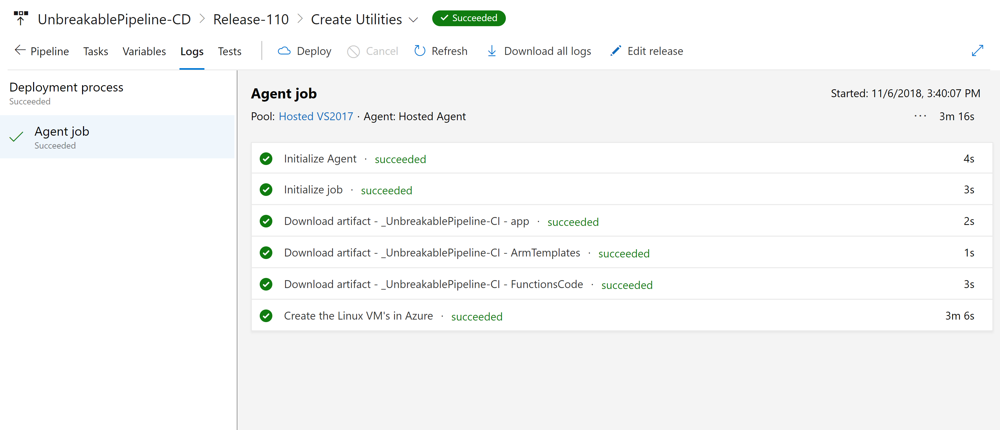 UnbreakablePipeline-CD > Release-110 > Create Utilities Succeeded
Pipeline Tasks Variables Logs Tests Deploy Cancel Refresh Download all logs Edit release
Deployment process
Succeeded
Agent job
Succeeded
Agent job Started: 11/6/2018, 3:40:07 PM
Pool: Hosted VS2017 · Agent: Hosted Agent ··· 3m 16s
Initialize Agent · succeeded 4s
Initialize job · succeeded 3s
Download artifact - _UnbreakablePipeline-CI - app · succeeded 2s
Download artifact - _UnbreakablePipeline-CI - ArmTemplates · succeeded 1s
Download artifact - _UnbreakablePipeline-CI - FunctionsCode · succeeded 3s
Create the Linux VM's in Azure · succeeded 3m 6s